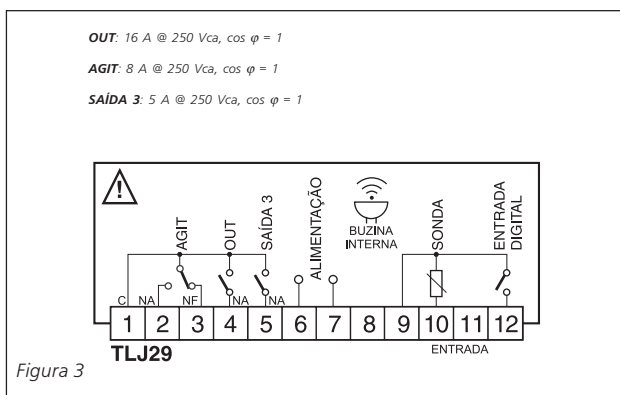 OUT: 16 A @ 250 Vca, cos φ = 1
AGIT: 8 A @ 250 Vca, cos φ = 1
SAÍDA 3: 5 A @ 250 Vca, cos φ = 1
AGIT
OUT
SAÍDA 3
ALIMENTAÇÃO
BUZINA
INTERNA
SONDA
ENTRADA
DIGITAL
C NA NF NA NA
1 2 3 4 5 6 7 8 9 10 11 12
TLJ29
ENTRADA
Figura 3